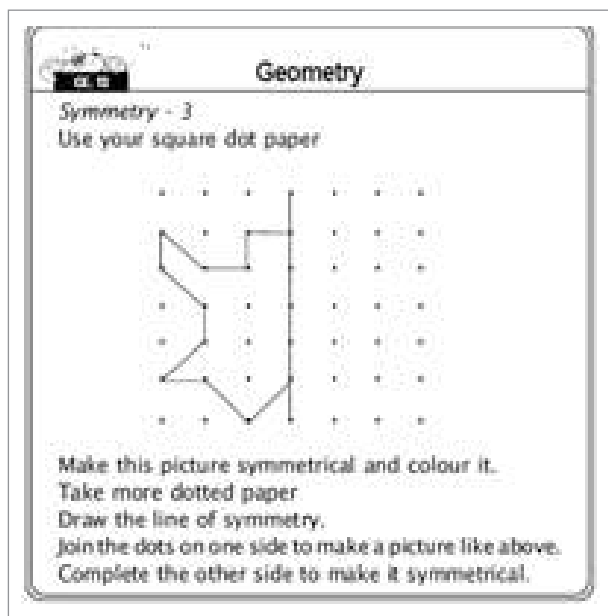 Geometry
Symmetry - 3
Use your square dot paper
Make this picture symmetrical and colour it.
Take more dotted paper
Draw the line of symmetry.
Join the dots on one side to make a picture like above.
Complete the other side to make it symmetrical.